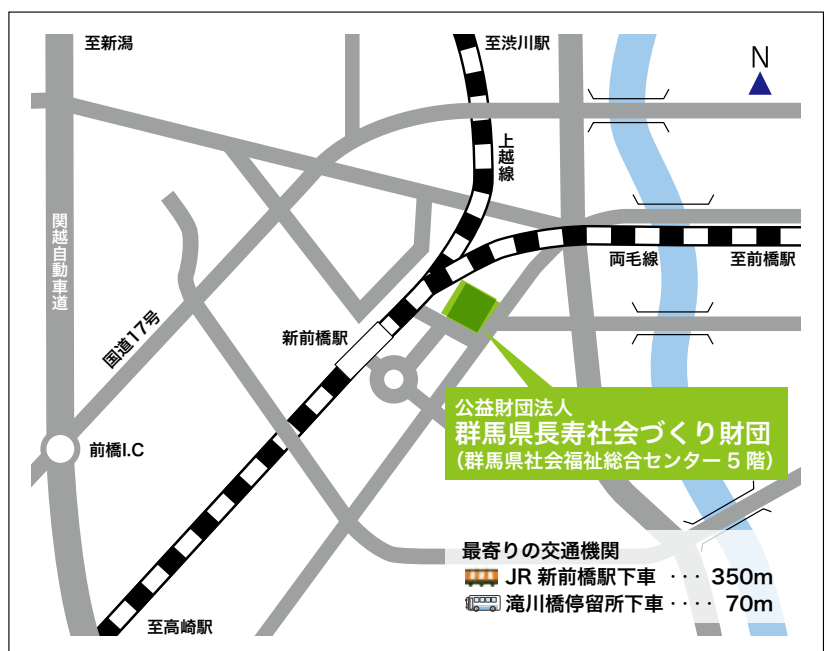 至新潟
至渋川駅
N
上越線
関越自動車道
両毛線
至前橋駅
国道17号
新前橋駅
前橋I.C
公益財団法人
群馬県長寿社会づくり財団
(群馬県社会福祉総合センター 5 階)
最寄りの交通機関
JR 新前橋駅下車 ・・・ 350m
滝川橋停留所下車 ・・・・ 70m
至高崎駅